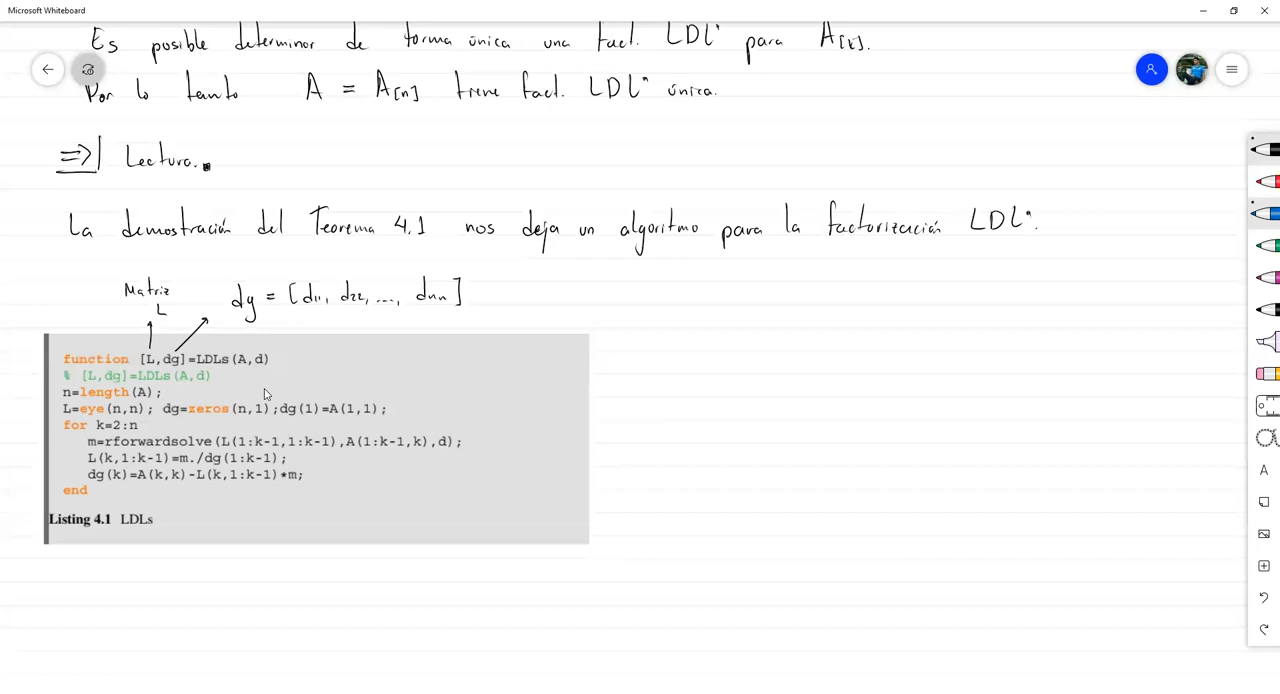 Microsoft Whiteboard
Es posible determinar de forma única una fact. LDL* para A[k].
Por lo tanto A = A[n] tiene fact. LDL* única.
⇒| Lectura.
La demostración del Teorema 4.1 nos deja un algoritmo para la factorización LDL*.
Matriz
L
dg = [d11, d22, ..., dnn]
function [L,dg]=LDLs(A,d)
% [L,dg]=LDLs(A,d)
n=length(A);
L=eye(n,n); dg=zeros(n,1);dg(1)=A(1,1);
for k=2:n
m=rforwardsolve(L(1:k-1,1:k-1),A(1:k-1,k),d);
L(k,1:k-1)=m./dg(1:k-1);
dg(k)=A(k,k)-L(k,1:k-1)*m;
end
Listing 4.1 LDLs
A